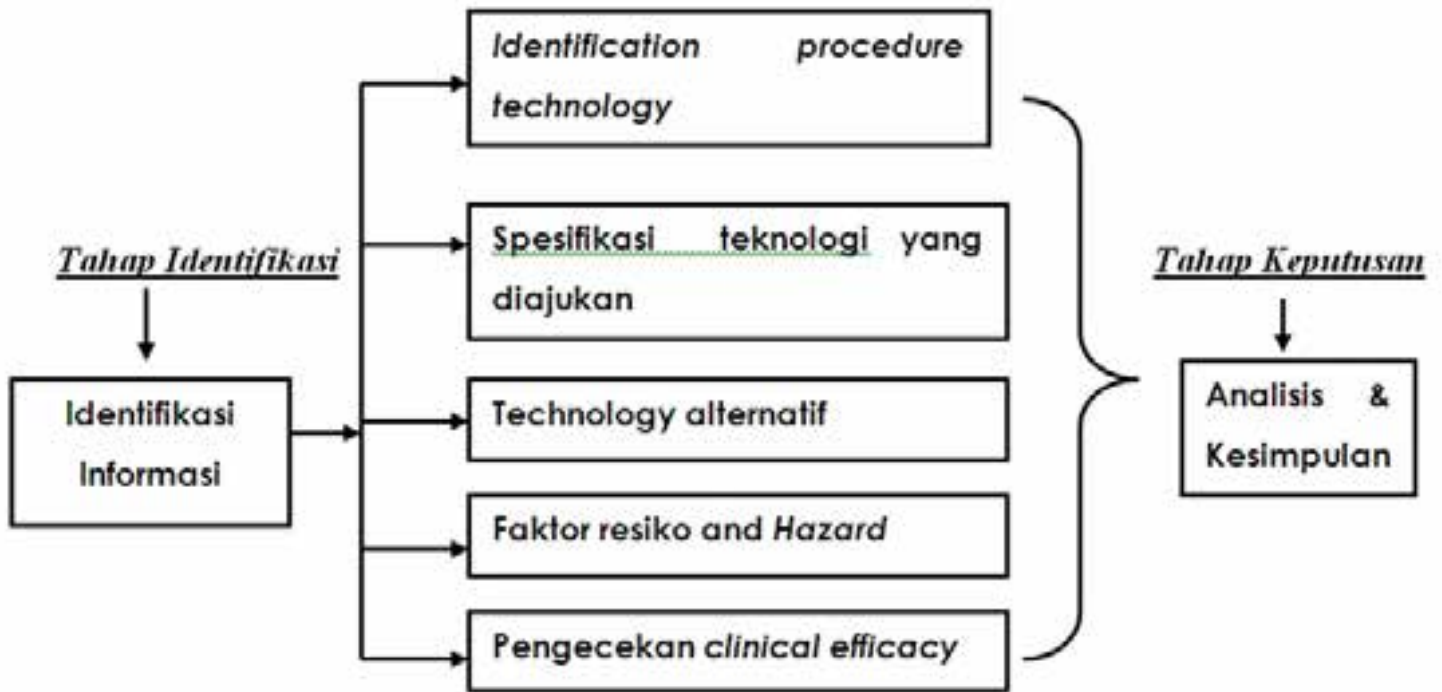 Tahap Identifikasi
Identifikasi
Informasi
Identification procedure
technology
Spesifikasi teknologi yang
diajukan
Technology alternatif
Faktor resiko and Hazard
Pengecekan clinical efficacy
Tahap Keputusan
Analisis &
Kesimpulan